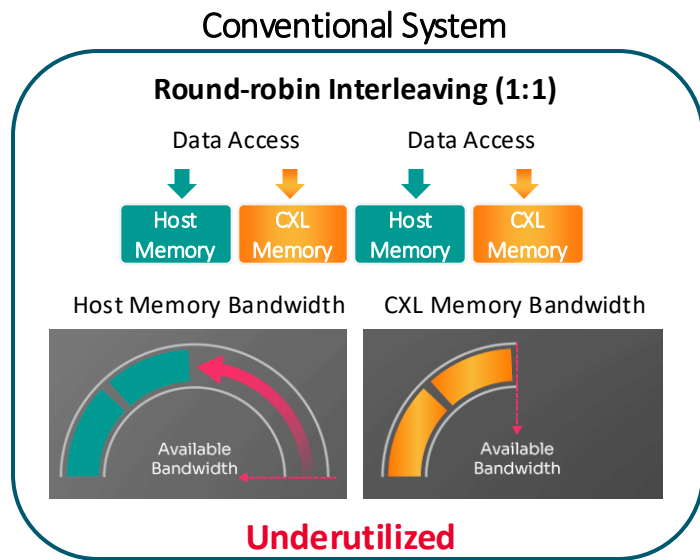 Conventional System
Round-robin Interleaving (1:1)
Data Access Data Access
Host Memory
CXL Memory
Host Memory
CXL Memory
Host Memory Bandwidth CXL Memory Bandwidth
Available
Bandwidth
Available
Bandwidth
Underutilized